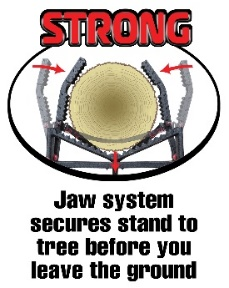 STRONG
Jaw system
secures stand to
tree before you
leave the ground